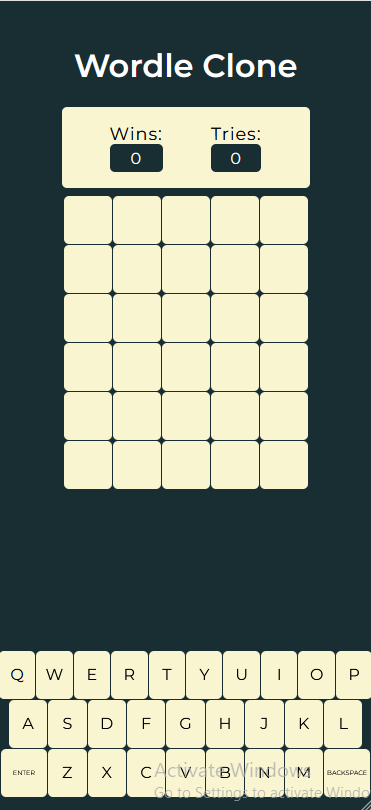 Wordle Clone
Wins: Tries:
0 0
Q W E R T Y U I O P
A S D F G H J K L
ENTER Z X C V B N M BACKSPACE
Activate Windows
Go to Settings to activate Windo